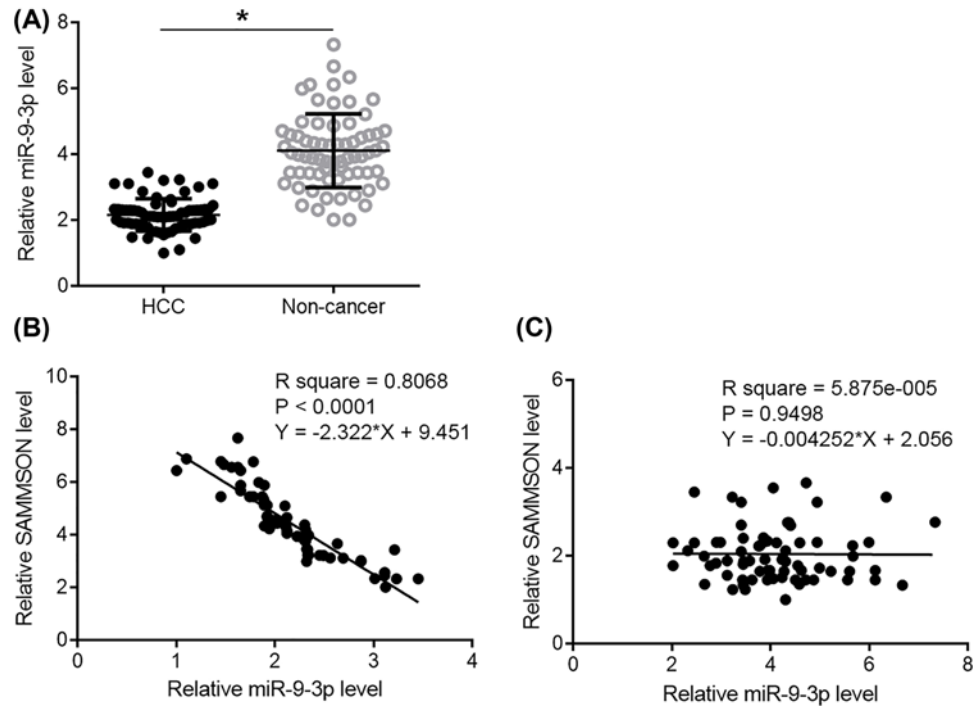 (A)
*
Relative miR-9-3p level
8
6
4
2
0
HCC Non-cancer
(B)
Relative SAMMSON level
10
8
6
4
2
0
R square = 0.8068
P < 0.0001
Y = -2.322*X + 9.451
0 1 2 3 4
Relative miR-9-3p level
(C)
Relative SAMMSON level
6
4
2
0
R square = 5.875e-005
P = 0.9498
Y = -0.004252*X + 2.056
0 2 4 6 8
Relative miR-9-3p level